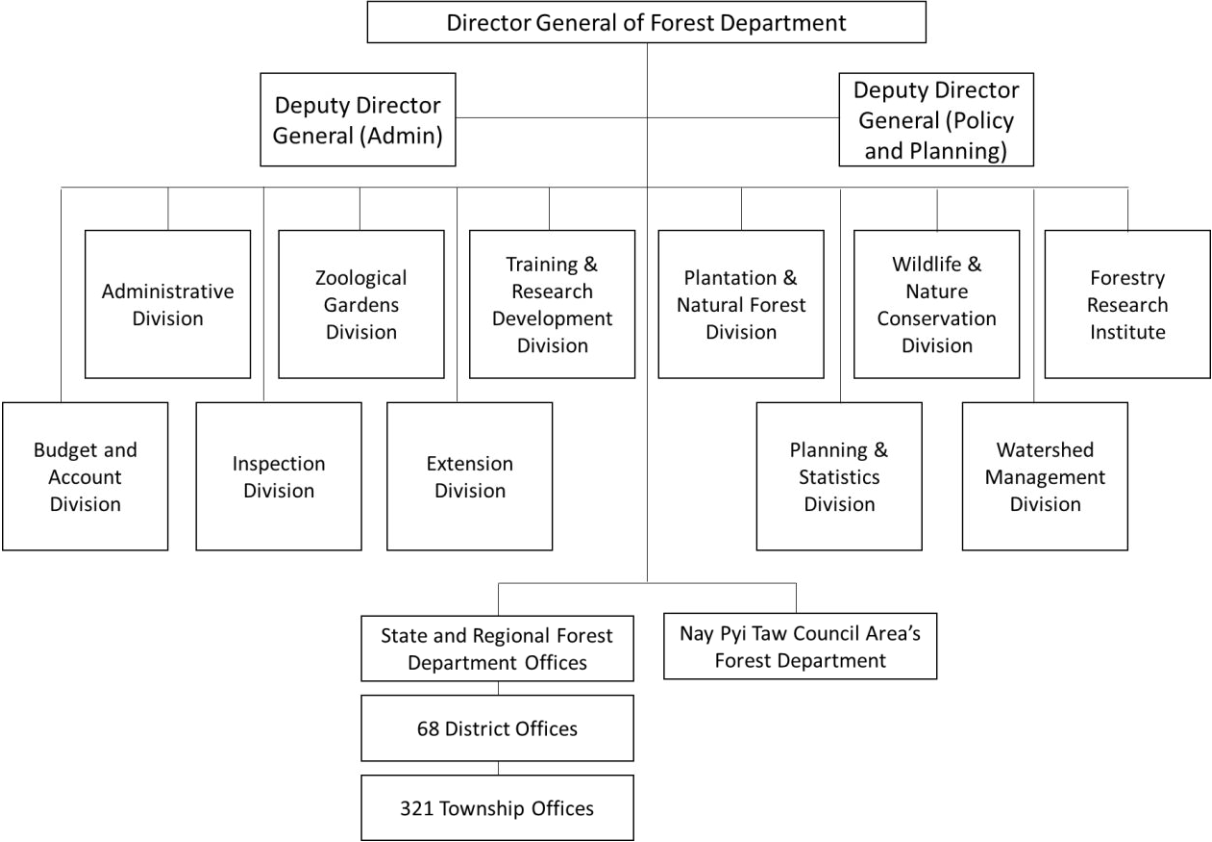 Director General of Forest Department
Deputy Director
General (Admin)
Deputy Director
General (Policy
and Planning)
Administrative
Division
Zoological
Gardens
Division
Training &
Research
Development
Division
Plantation &
Natural Forest
Division
Wildlife &
Nature
Conservation
Division
Forestry
Research
Institute
Budget and
Account
Division
Inspection
Division
Extension
Division
Planning &
Statistics
Division
Watershed
Management
Division
State and Regional Forest
Department Offices
Nay Pyi Taw Council Area's
Forest Department
68 District Offices
321 Township Offices